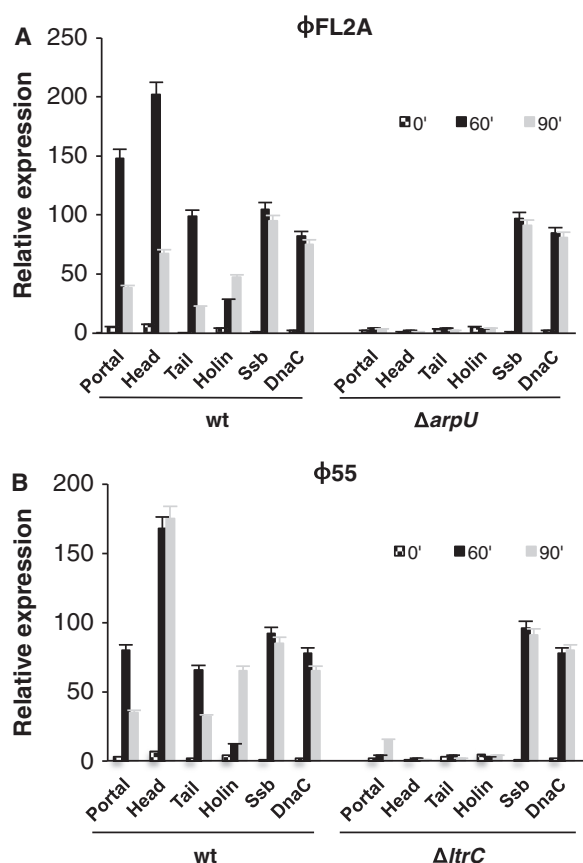 A
ϕFL2A
250
200
150
100
50
0
Relative expression
0' 60' 90'
Portal Head Tail Holin Ssb DnaC Portal Head Tail Holin Ssb DnaC
wt ΔarpU
B
ϕ55
200
150
100
50
0
Relative expression
0' 60' 90'
Portal Head Tail Holin Ssb DnaC Portal Head Tail Holin Ssb DnaC
wt ΔltrC